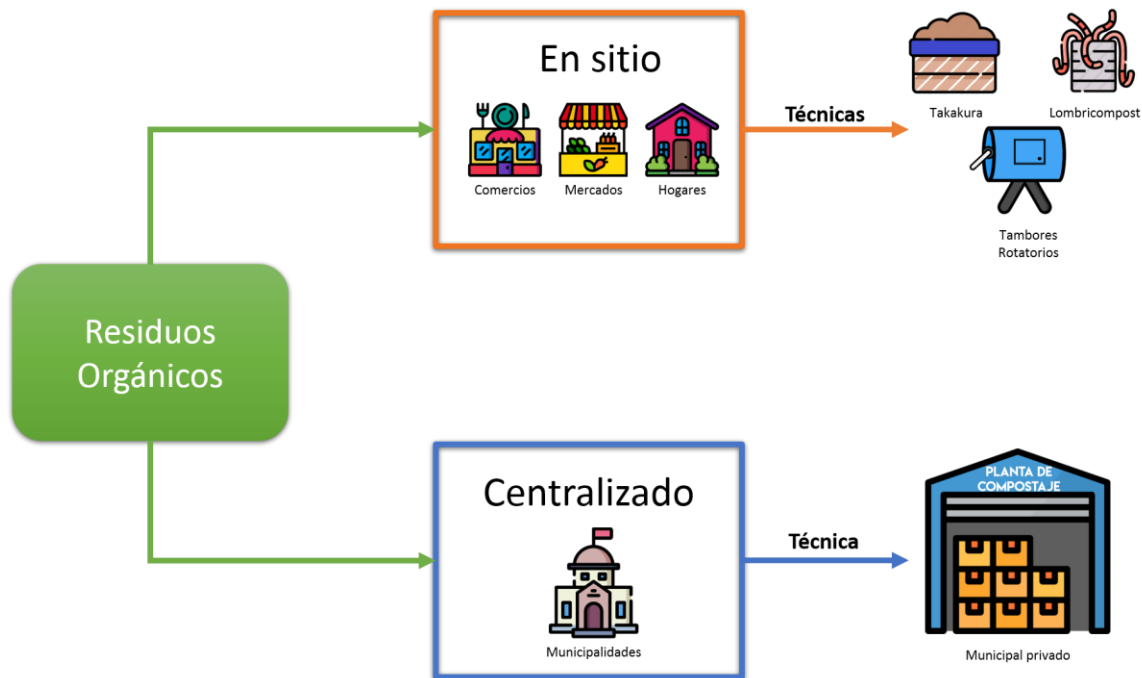 En sitio
Comercios
Mercados
Hogares
Técnicas
Takakura
Lombricompost
Tambores
Rotatorios
Residuos
Orgánicos
Centralizado
Municipalidades
Técnica
PLANTA DE
COMPOSTAJE
Municipal privado